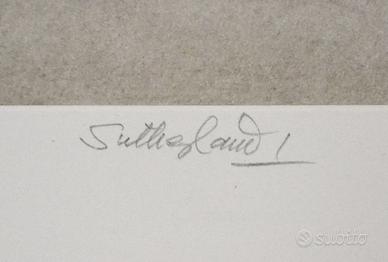 Sutherland /
subito